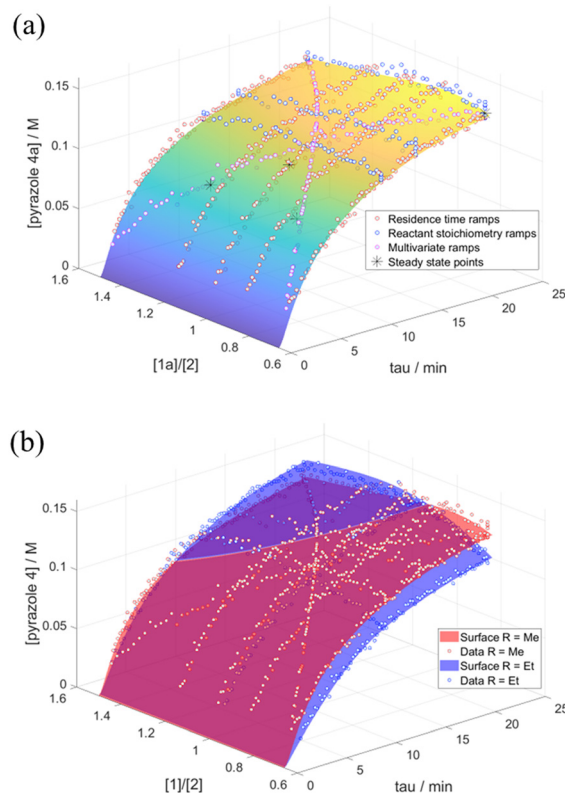 (a)
[pyrazole 4a] / M
0.15
0.1
0.05
0
1.6
1.4
1.2
1
0.8
0.6
[1a]/[2]
0
5
10
15
20
25
tau / min
Residence time ramps
Reactant stoichiometry ramps
Multivariate ramps
Steady state points
(b)
[pyrazole 4] / M
0.15
0.1
0.05
0
1.6
1.4
1.2
1
0.8
0.6
[1]/[2]
0
5
10
15
20
25
tau / min
Surface R = Me
Data R = Me
Surface R = Et
Data R = Et